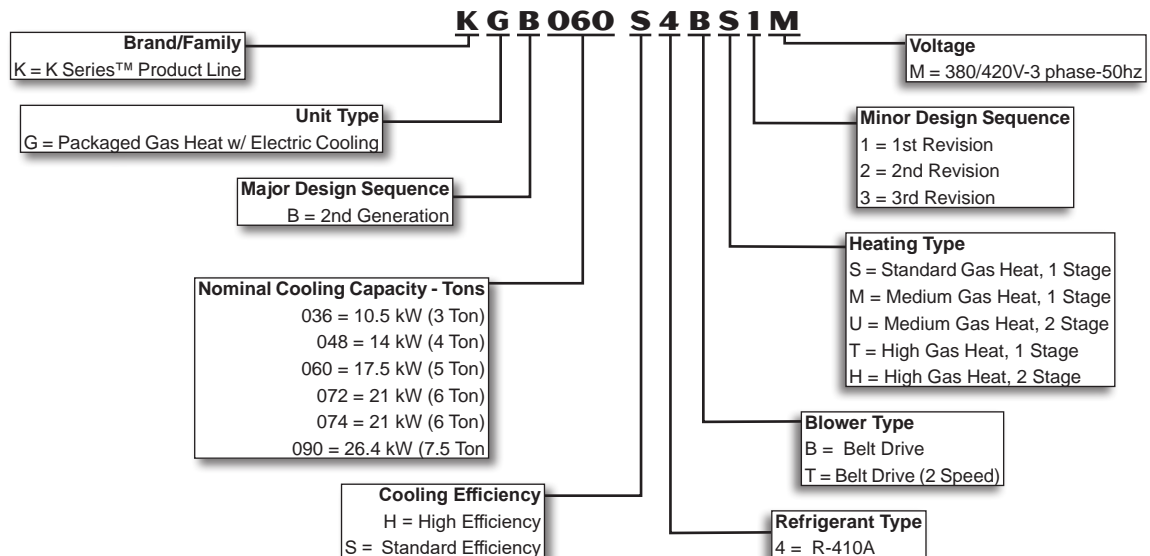 K G B 060 S 4 B S 1 M
Brand/Family
K = K Series™ Product Line
Unit Type
G = Packaged Gas Heat w/ Electric Cooling
Major Design Sequence
B = 2nd Generation
Nominal Cooling Capacity - Tons
036 = 10.5 kW (3 Ton)
048 = 14 kW (4 Ton)
060 = 17.5 kW (5 Ton)
072 = 21 kW (6 Ton)
074 = 21 kW (6 Ton)
090 = 26.4 kW (7.5 Ton
Cooling Efficiency
H = High Efficiency
S = Standard Efficiency
Voltage
M = 380/420V-3 phase-50hz
Minor Design Sequence
1 = 1st Revision
2 = 2nd Revision
3 = 3rd Revision
Heating Type
S = Standard Gas Heat, 1 Stage
M = Medium Gas Heat, 1 Stage
U = Medium Gas Heat, 2 Stage
T = High Gas Heat, 1 Stage
H = High Gas Heat, 2 Stage
Blower Type
B = Belt Drive
T = Belt Drive (2 Speed)
Refrigerant Type
4 = R-410A